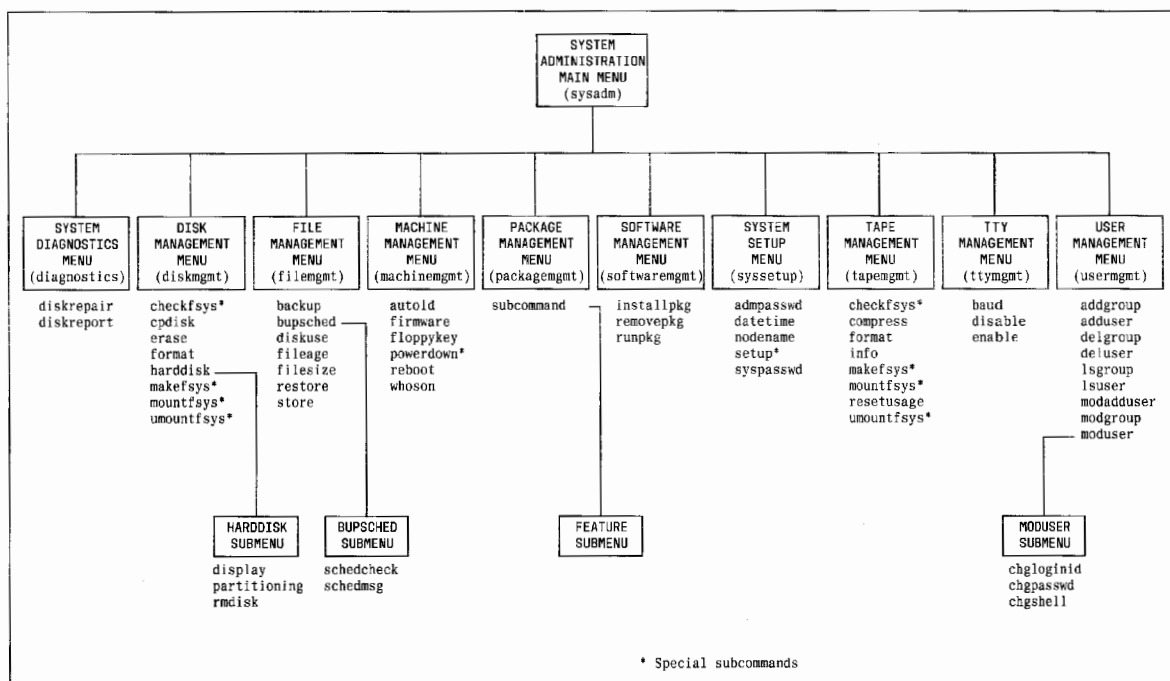 SYSTEM
ADMINISTRATION
MAIN MENU
(sysadm)
SYSTEM
DIAGNOSTICS
MENU
(diagnostics)
diskrepair
diskreport
DISK
MANAGEMENT
MENU
(diskmgmt)
checkfsys*
cpdisk
erase
format
harddisk
makefsys*
mountfsys*
umountfsys*
FILE
MANAGEMENT
MENU
(filemgmt)
backup
bupsched
diskuse
fileage
filesize
restore
store
MACHINE
MANAGEMENT
MENU
(machinemgmt)
autold
firmware
floppykey
powerdown*
reboot
whoson
PACKAGE
MANAGEMENT
MENU
(packagemgmt)
subcommand
SOFTWARE
MANAGEMENT
MENU
(softwaremgmt)
installpkg
removepkg
runpkg
SYSTEM
SETUP
MENU
(syssetup)
admpasswd
datetime
nodename
setup*
syspasswd
TAPE
MANAGEMENT
MENU
(tapemgmt)
checkfsys*
compress
format
info
makefsys*
mountfsys*
resetusage
umountfsys*
TTY
MANAGEMENT
MENU
(ttymgmt)
baud
disable
enable
USER
MANAGEMENT
MENU
(usermgmt)
addgroup
adduser
delgroup
deluser
lsgroup
lsuser
modadduser
modgroup
moduser
HARDDISK
SUBMENU
display
partitioning
rmdisk
BUPSCHED
SUBMENU
schedcheck
schedmsg
FEATURE
SUBMENU
MODUSER
SUBMENU
chgloginid
chgpasswd
chgshell
* Special subcommands